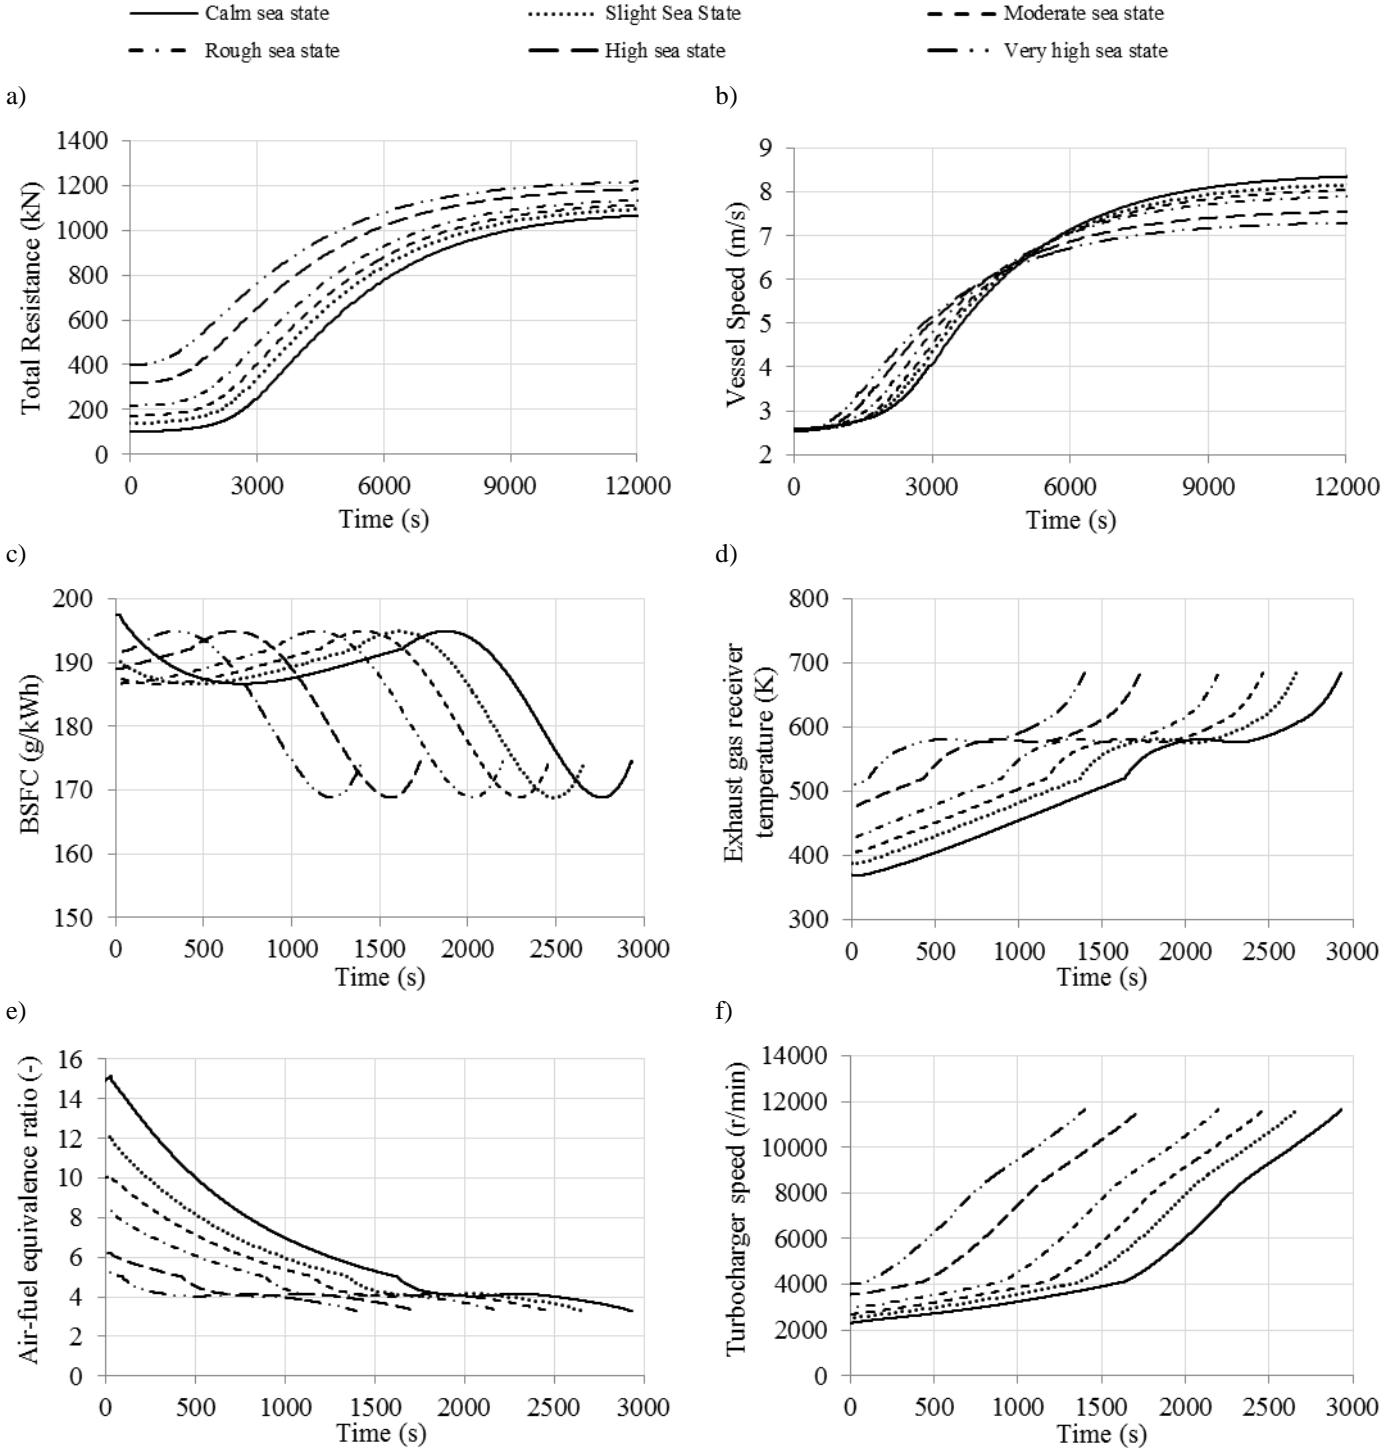 Calm sea state
Slight Sea State
Moderate sea state
Rough sea state
High sea state
Very high sea state
a)
Total Resistance (kN)
1400
1200
1000
800
600
400
200
0
0 3000 6000 9000 12000
Time (s)
b)
Vessel Speed (m/s)
9
8
7
6
5
4
3
2
0 3000 6000 9000 12000
Time (s)
c)
BSFC (g/kWh)
200
190
180
170
160
150
0 500 1000 1500 2000 2500 3000
Time (s)
d)
Exhaust gas receiver
temperature (K)
800
700
600
500
400
300
0 500 1000 1500 2000 2500 3000
Time (s)
e)
Air-fuel equivalence ratio (-)
16
14
12
10
8
6
4
2
0
0 500 1000 1500 2000 2500 3000
Time (s)
f)
Turbocharger speed (r/min)
14000
12000
10000
8000
6000
4000
2000
0
0 500 1000 1500 2000 2500 3000
Time (s)